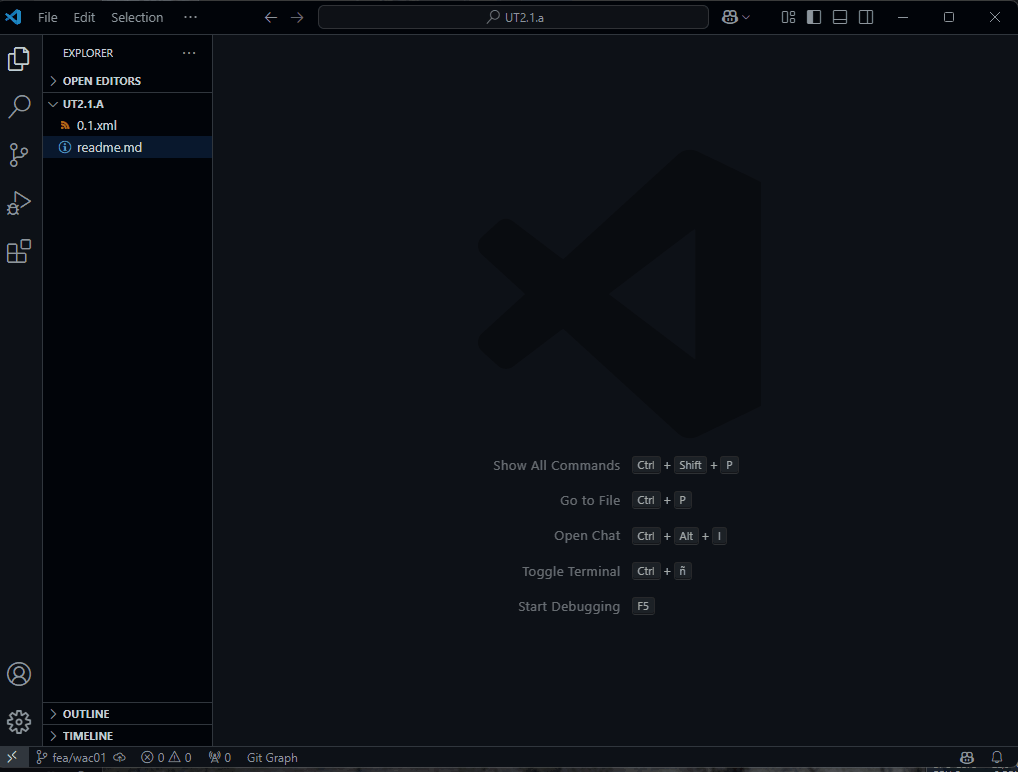 File Edit Selection ··· UT2.1.a
EXPLORER ···
OPEN EDITORS
UT2.1.A
0.1.xml
readme.md
Show All Commands Ctrl + Shift + P
Go to File Ctrl + P
Open Chat Ctrl + Alt + I
Toggle Terminal Ctrl + ñ
Start Debugging F5
OUTLINE
TIMELINE
fea/wac01 0 0 0 Git Graph